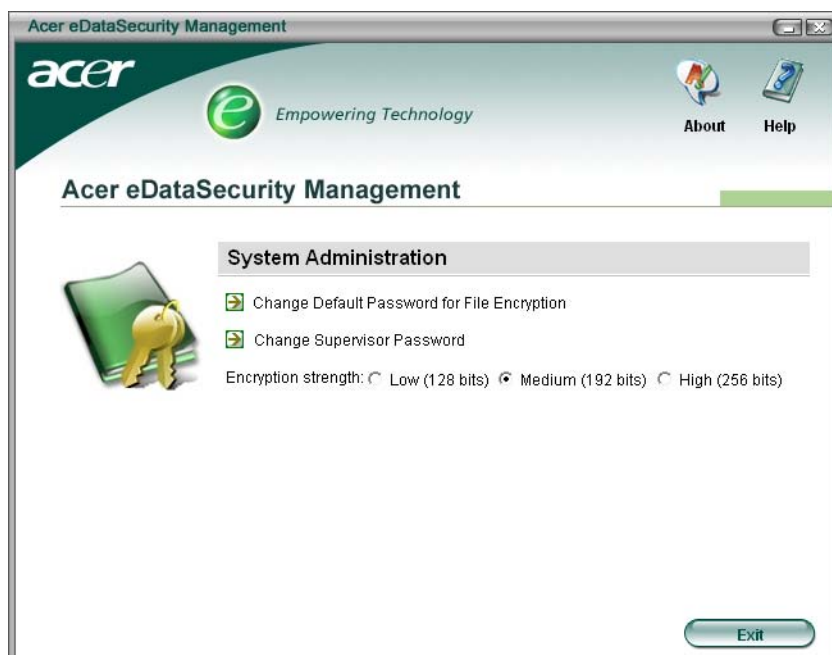 Acer eDataSecurity Management
acer
e
Empowering Technology
About
Help
Acer eDataSecurity Management
System Administration
Change Default Password for File Encryption
Change Supervisor Password
Encryption strength: Low (128 bits) Medium (192 bits) High (256 bits)
Exit